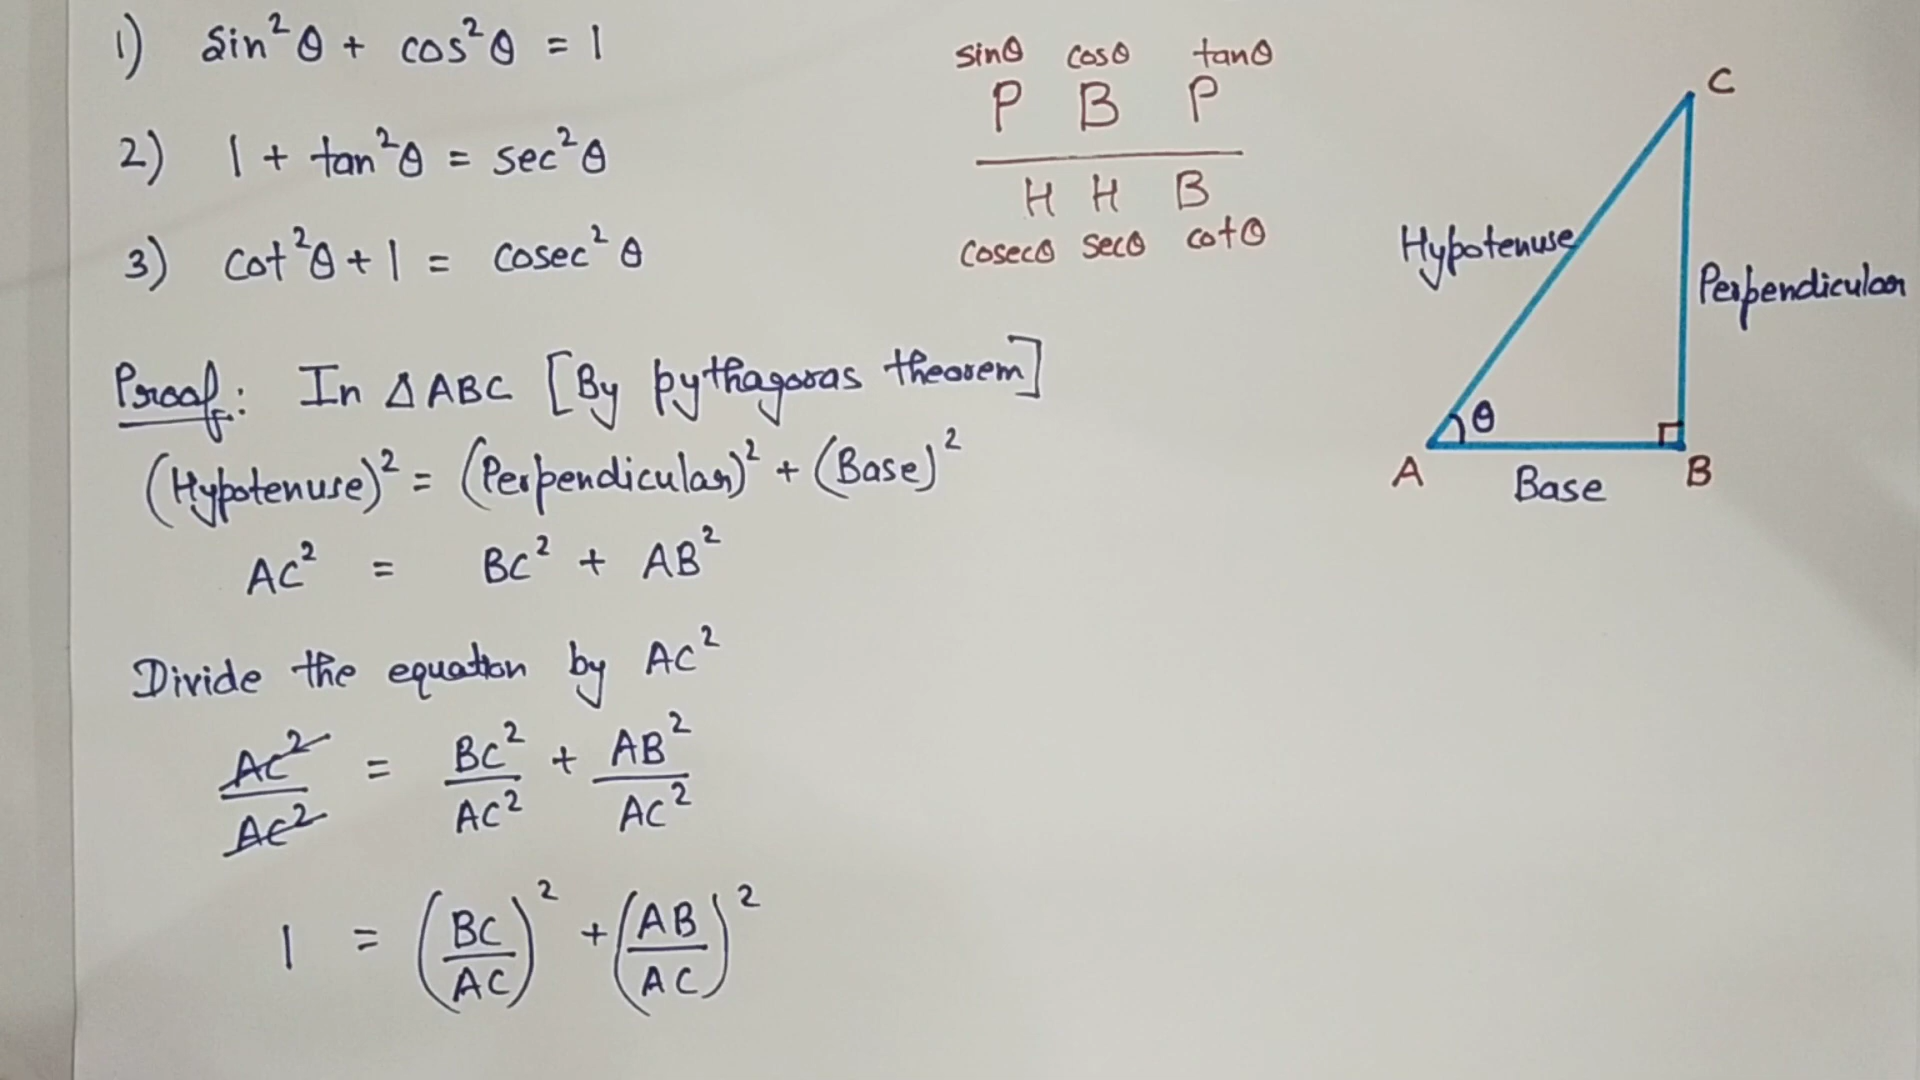 1) sin²θ + cos²θ = 1
2) 1 + tan²θ = sec²θ
3) cot²θ + 1 = cosec²θ
sinθ cosθ tanθ
P B P
H H B
cosecθ secθ cotθ
C
Hypotenuse
Perpendicular
θ
A
B
Base
Proof: In ΔABC [By pythagoras theorem]
(Hypotenuse)² = (Perpendicular)² + (Base)²
AC² = BC² + AB²
Divide the equation by AC²
AC²/AC² = BC²/AC² + AB²/AC²
1 = (BC/AC)² + (AB/AC)²